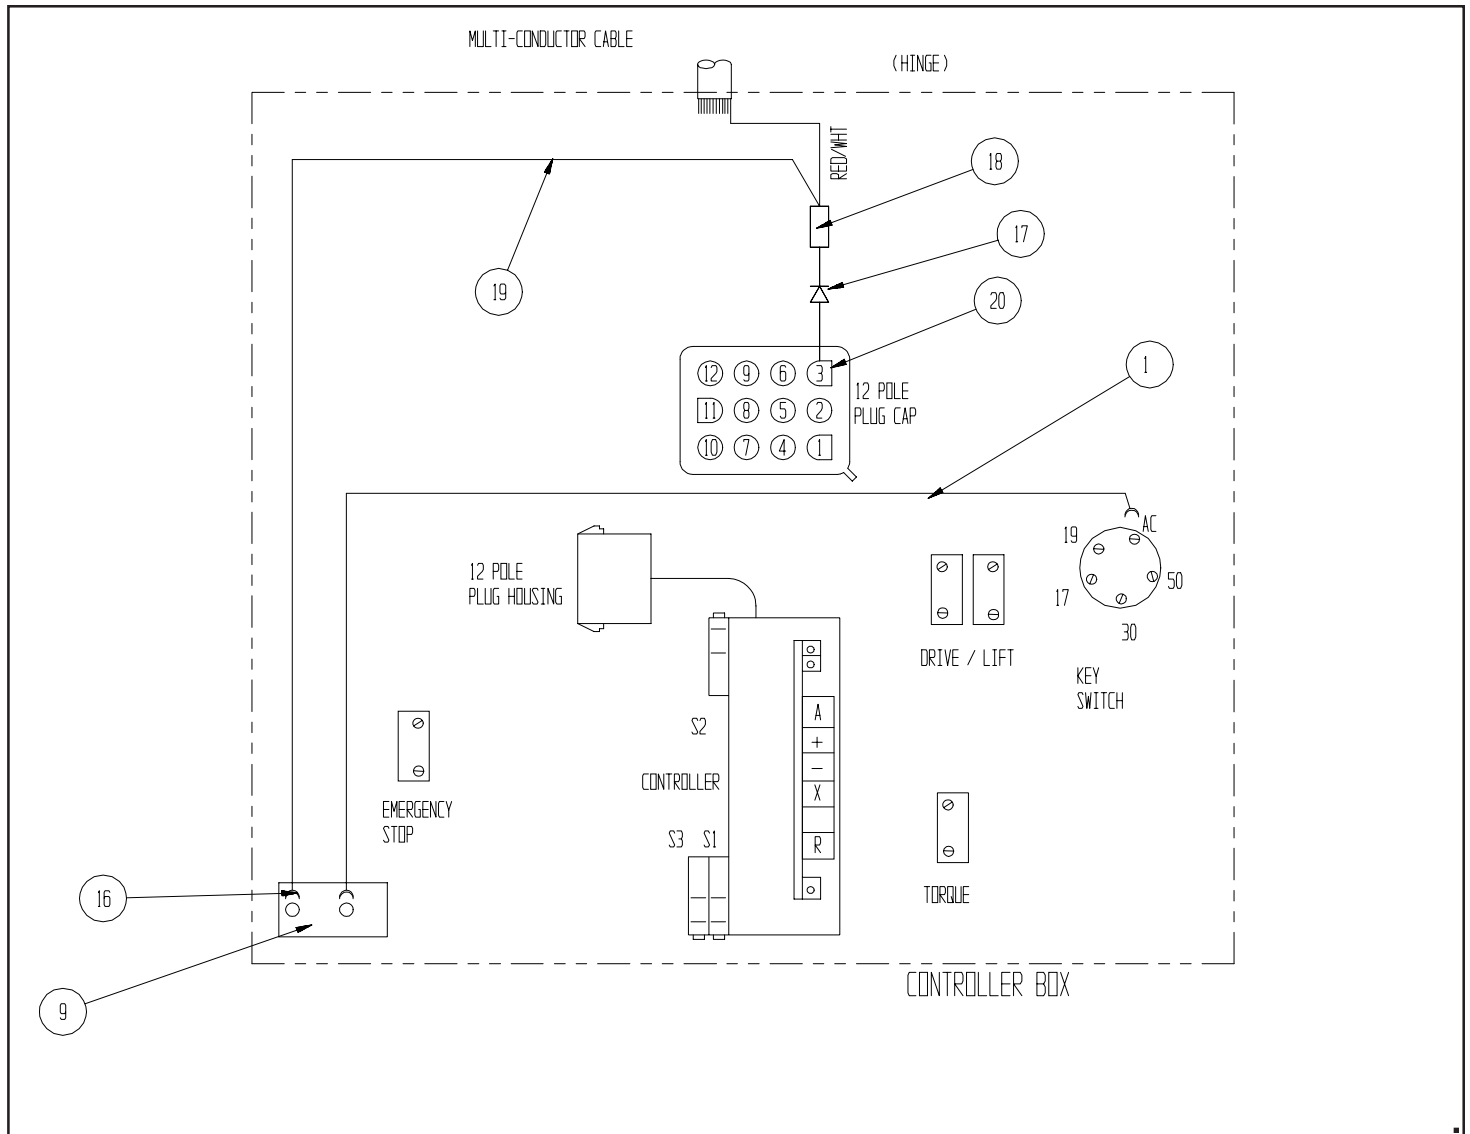 MULTI-CONDUCTOR CABLE
(HINGE)
RED/WHT
18
17
19
20
1
12 9 6 3
11 8 5 2
10 7 4 1
12 POLE
PLUG CAP
AC
19
50
17
30
KEY
SWITCH
12 POLE
PLUG HOUSING
DRIVE / LIFT
S2
A
+
−
X
R
CONTROLLER
EMERGENCY
STOP
S3 S1
TORQUE
16
9
CONTROLLER BOX